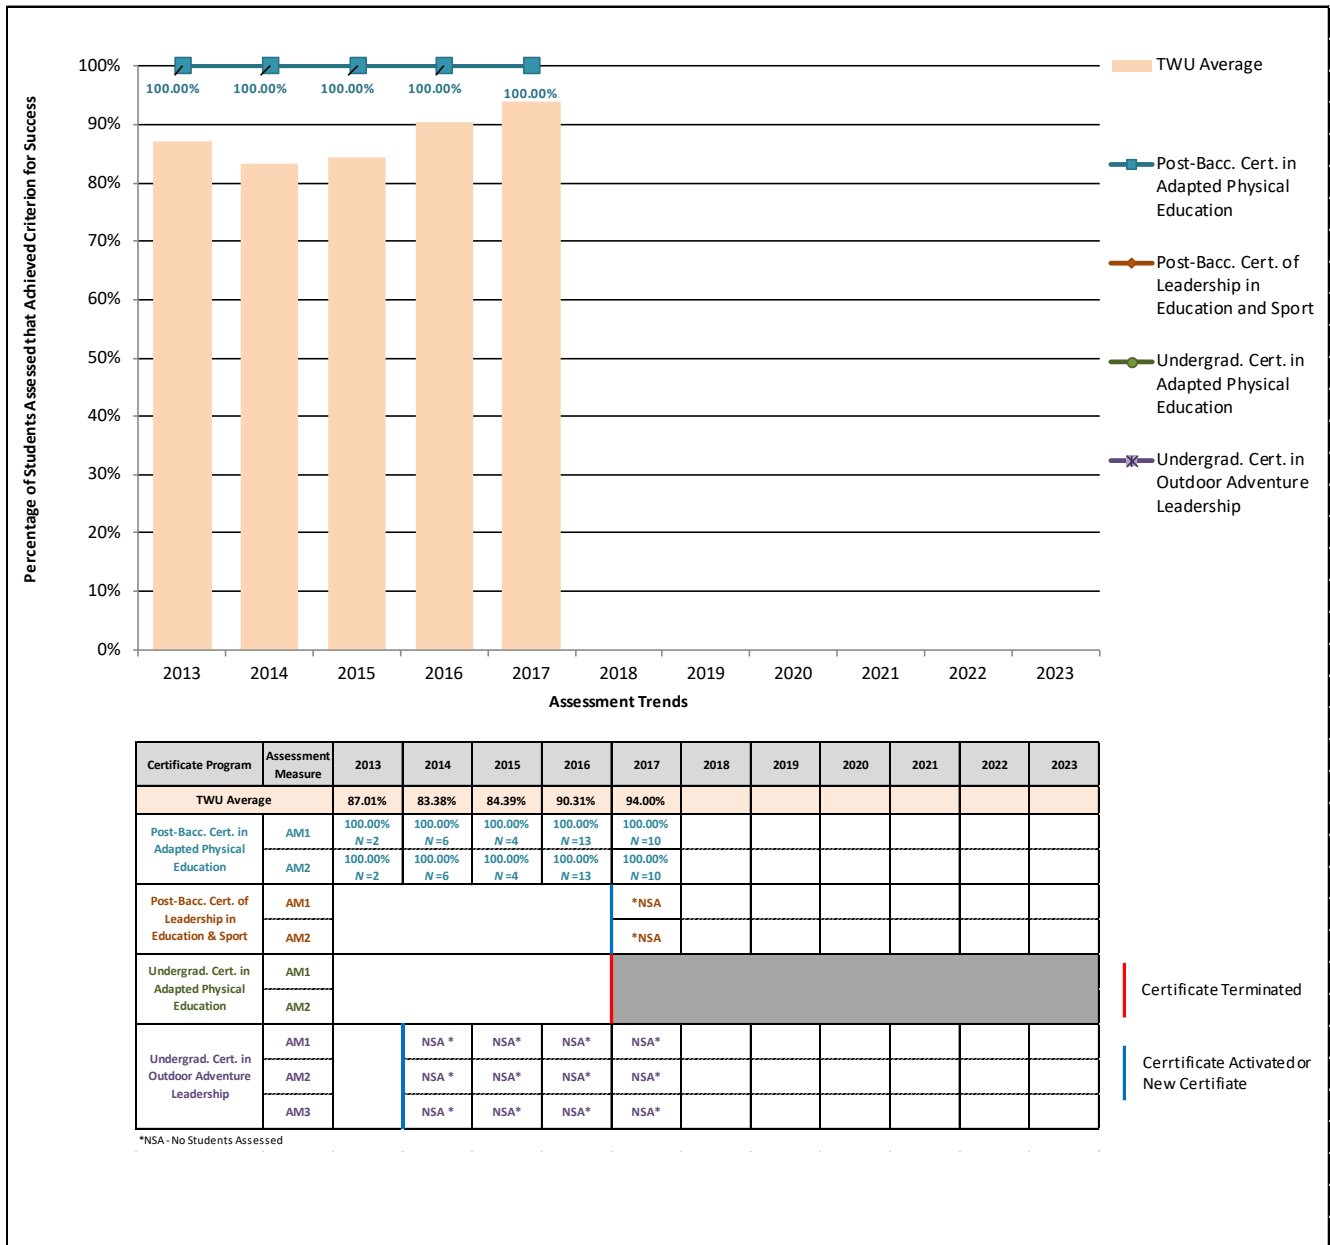 Percentage of Students Assessed that Achieved Criterion for Success
100%
90%
80%
70%
60%
50%
40%
30%
20%
10%
0%
100.00% 100.00% 100.00% 100.00% 100.00%
2013 2014 2015 2016 2017 2018 2019 2020 2021 2022 2023
Assessment Trends
TWU Average
Post-Bacc. Cert. in
Adapted Physical
Education
Post-Bacc. Cert. of
Leadership in
Education and Sport
Undergrad. Cert. in
Adapted Physical
Education
Undergrad. Cert. in
Outdoor Adventure
Leadership
Certificate Program
Assessment
Measure
2013 2014 2015 2016 2017 2018 2019 2020 2021 2022 2023
TWU Average 87.01% 83.38% 84.39% 90.31% 94.00%
Post-Bacc. Cert. in
Adapted Physical
Education
AM1
100.00% 100.00% 100.00% 100.00% 100.00%
N =2 N =6 N =4 N =13 N =10
AM2
100.00% 100.00% 100.00% 100.00% 100.00%
N =2 N =6 N =4 N =13 N =10
Post-Bacc. Cert. of
Leadership in
Education & Sport
AM1 *NSA
AM2 *NSA
Undergrad. Cert. in
Adapted Physical
Education
AM1
AM2
Undergrad. Cert. in
Outdoor Adventure
Leadership
AM1 NSA * NSA* NSA* NSA*
AM2 NSA * NSA* NSA* NSA*
AM3 NSA * NSA* NSA* NSA*
*NSA - No Students Assessed
Certificate Terminated
Cerrtificate Activated or
New Certifiate